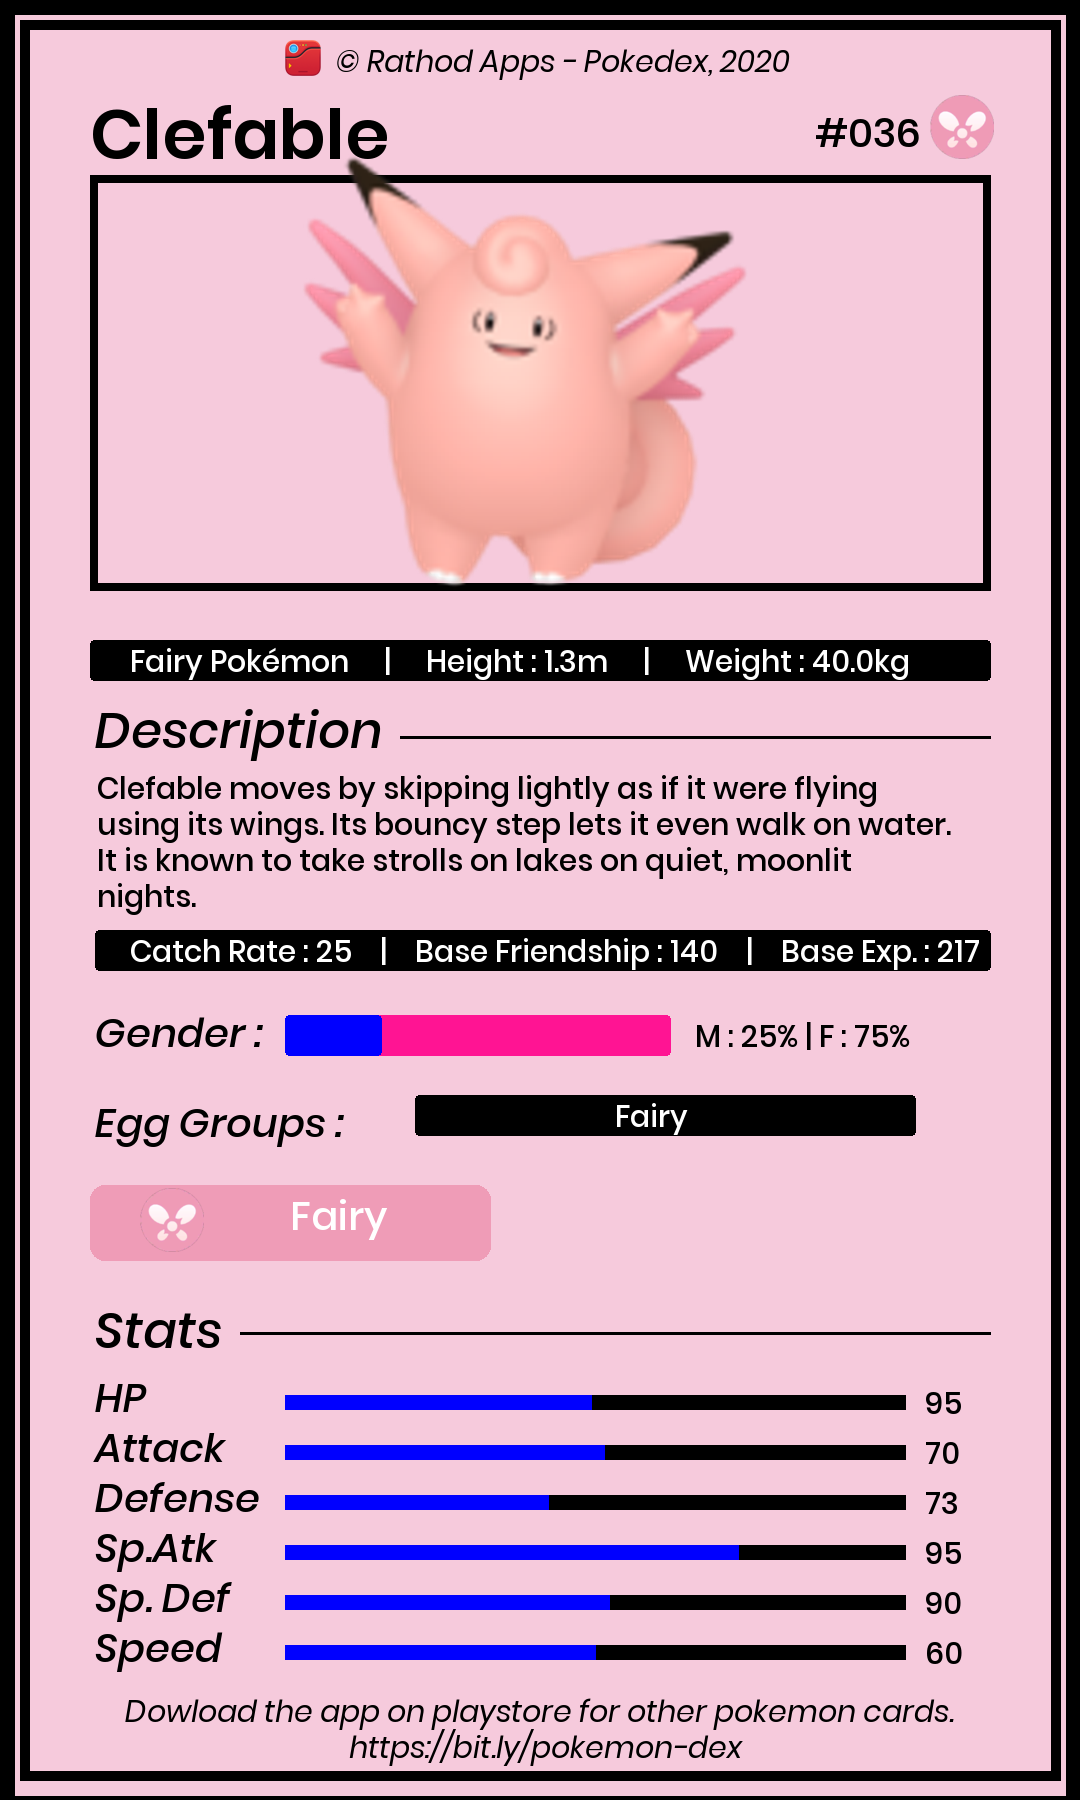 © Rathod Apps - Pokedex, 2020
Clefable
#036
Fairy Pokémon | Height : 1.3m | Weight : 40.0kg
Description
Clefable moves by skipping lightly as if it were flying
using its wings. Its bouncy step lets it even walk on water.
It is known to take strolls on lakes on quiet, moonlit
nights.
Catch Rate : 25 | Base Friendship : 140 | Base Exp. : 217
Gender : M : 25% | F : 75%
Egg Groups : Fairy
Fairy
Stats
HP 95
Attack 70
Defense 73
Sp.Atk 95
Sp. Def 90
Speed 60
Dowload the app on playstore for other pokemon cards.
https://bit.ly/pokemon-dex